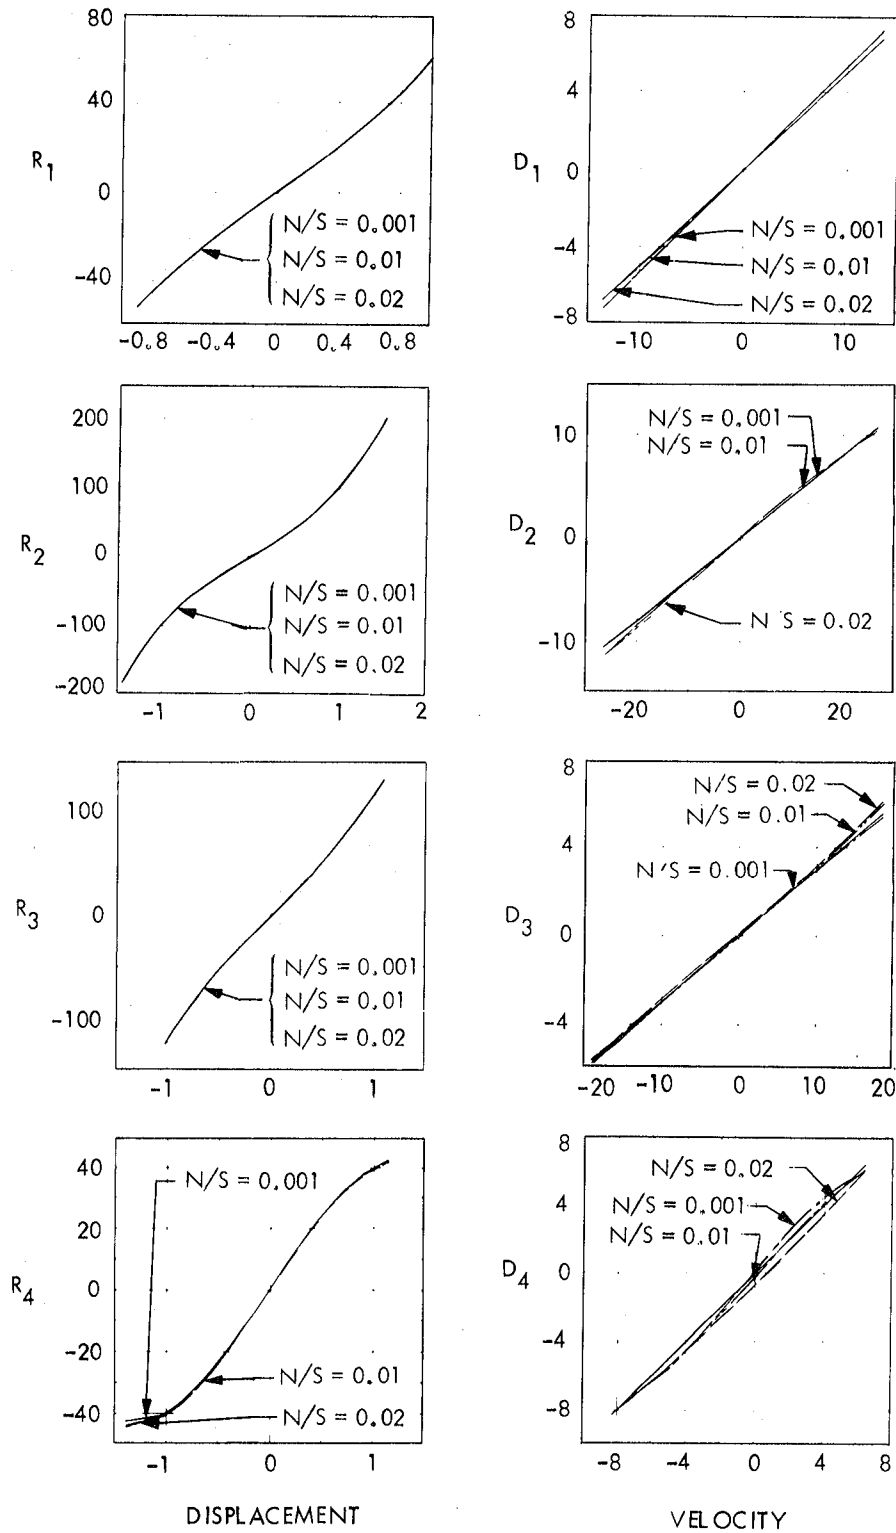 80
40
R1
0
-40
N/S = 0.001
N/S = 0.01
N/S = 0.02
-0.8 -0.4 0 0.4 0.8
8
4
D1
0
-4
-8
N/S = 0.001
N/S = 0.01
N/S = 0.02
-10 0 10
200
100
R2
0
-100
-200
N/S = 0.001
N/S = 0.01
N/S = 0.02
-1 0 1 2
10
D2
0
-10
N/S = 0.001
N/S = 0.01
N S = 0.02
-20 0 20
100
R3
0
-100
N/S = 0.001
N/S = 0.01
N/S = 0.02
-1 0 1
8
4
D3
0
-4
N/S = 0.02
N/S = 0.01
N'S = 0.001
-20 -10 0 10 20
40
20
R4
0
-20
-40
N/S = 0.001
N/S = 0.01
N/S = 0.02
-1 0 1
DISPLACEMENT
8
4
D4
0
-4
-8
N/S = 0.02
N/S = 0.001
N/S = 0.01
-8 -4 0 4 8
VELOCITY